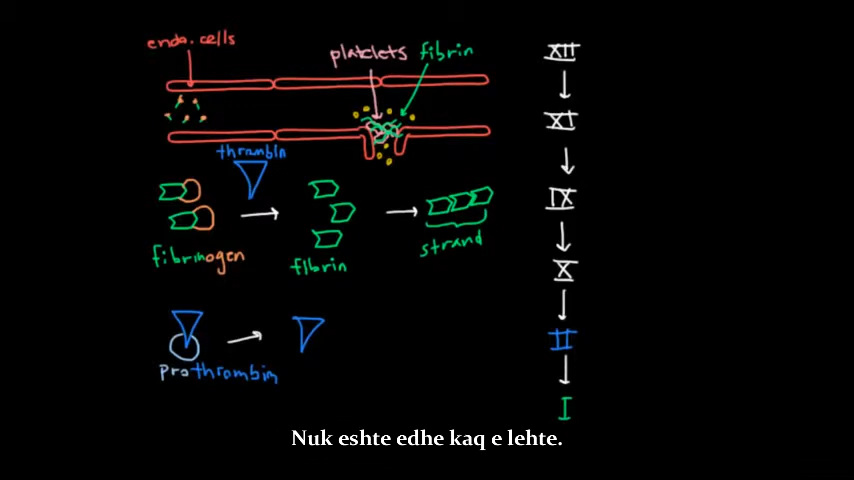 endo.cells
platelets
fibrin
XII
XI
thrombin
IX
fibrinogen
fibrin
strand
X
II
prothrombin
I
Nuk eshte edhe kaq e lehte.